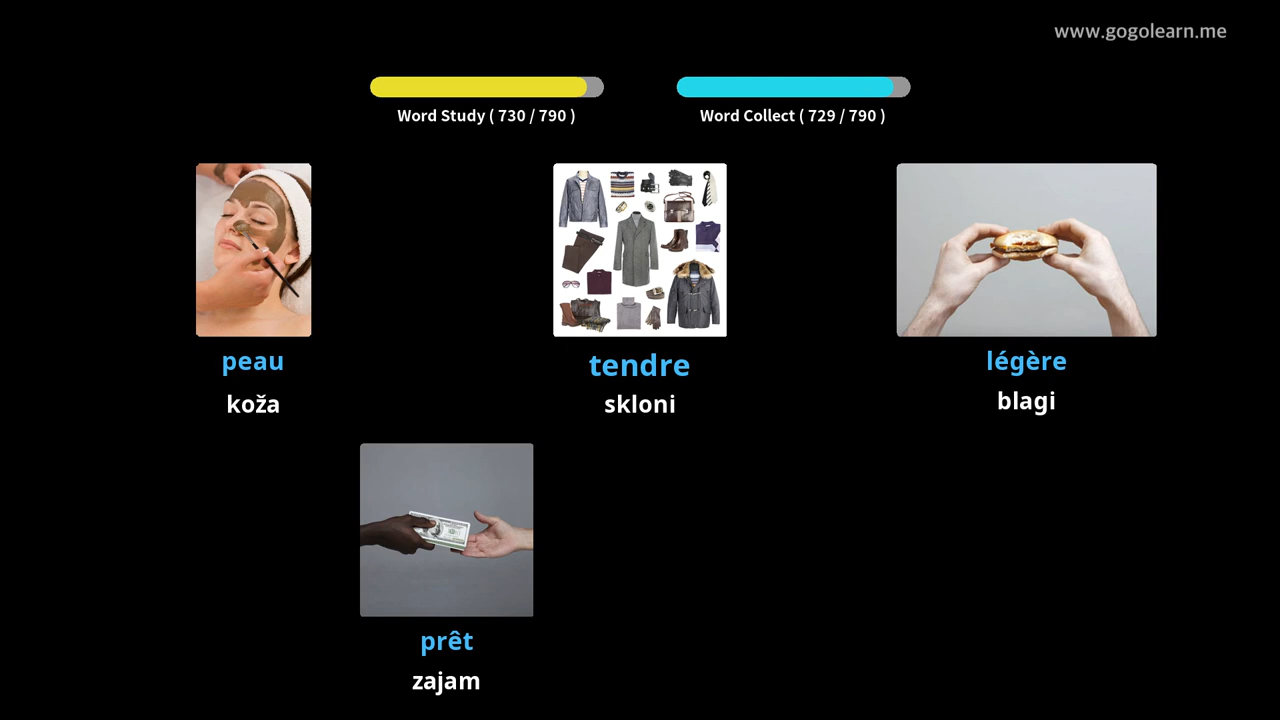 www.gogolearn.me
Word Study ( 730 / 790 )
Word Collect ( 729 / 790 )
peau
koža
tendre
skloni
légère
blagi
prêt
zajam